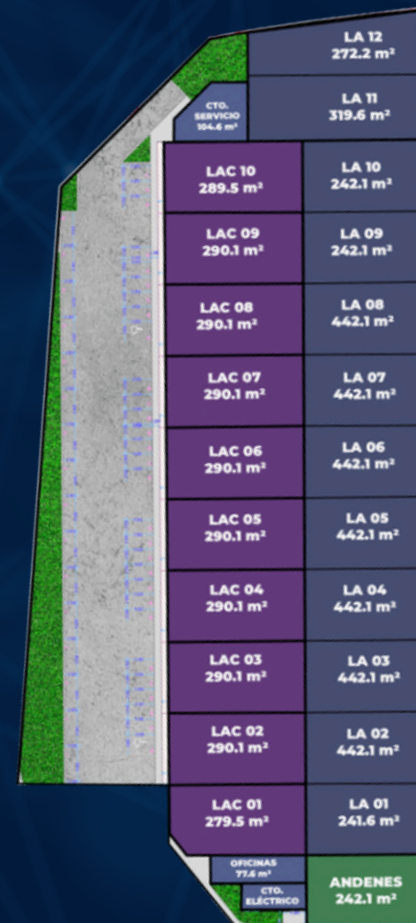 LA 12
272.2 m²
CTO.
SERVICIO
104.6 m²
LA 11
319.6 m²
LAC 10
289.5 m²
LA 10
242.1 m²
LAC 09
290.1 m²
LA 09
242.1 m²
LAC 08
290.1 m²
LA 08
442.1 m²
LAC 07
290.1 m²
LA 07
442.1 m²
LAC 06
290.1 m²
LA 06
442.1 m²
LAC 05
290.1 m²
LA 05
442.1 m²
LAC 04
290.1 m²
LA 04
442.1 m²
LAC 03
290.1 m²
LA 03
442.1 m²
LAC 02
290.1 m²
LA 02
442.1 m²
LAC 01
279.5 m²
LA 01
241.6 m²
OFICINAS
77.6 m²
CTO.
ELÉCTRICO
ANDENES
242.1 m²